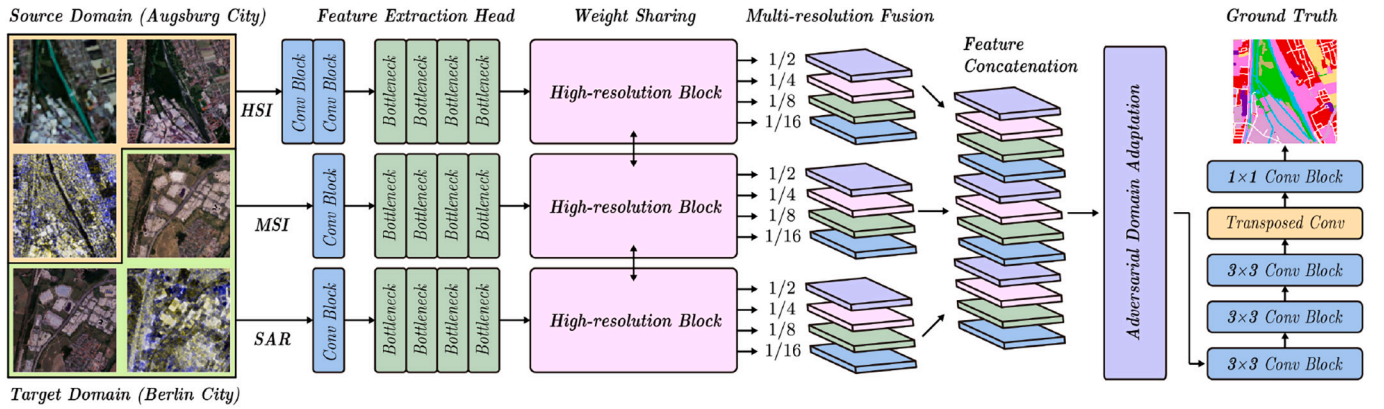 Source Domain (Augsburg City)
Feature Extraction Head
Weight Sharing
Multi-resolution Fusion
Ground Truth
Feature
Concatenation
HSI
Conv Block
Conv Block
Bottleneck
Bottleneck
Bottleneck
Bottleneck
High-resolution Block
1/2
1/4
1/8
1/16
MSI
Conv Block
Bottleneck
Bottleneck
Bottleneck
Bottleneck
High-resolution Block
1/2
1/4
1/8
1/16
SAR
Conv Block
Bottleneck
Bottleneck
Bottleneck
Bottleneck
High-resolution Block
1/2
1/4
1/8
1/16
Adversarial Domain Adaptation
1×1 Conv Block
Transposed Conv
3×3 Conv Block
3×3 Conv Block
3×3 Conv Block
Target Domain (Berlin City)